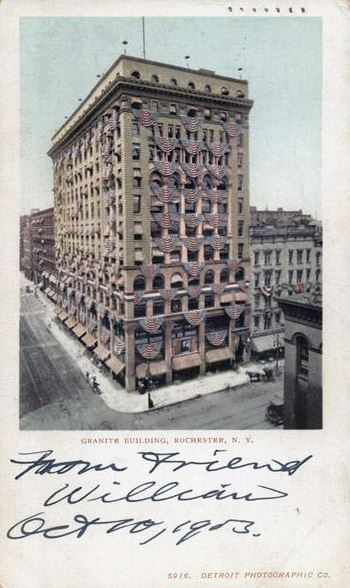 GRANITE BUILDING, ROCHESTER, N. Y.
From Friend
William
Oct 10, 1903.
5916. DETROIT PHOTOGRAPHIC CO.